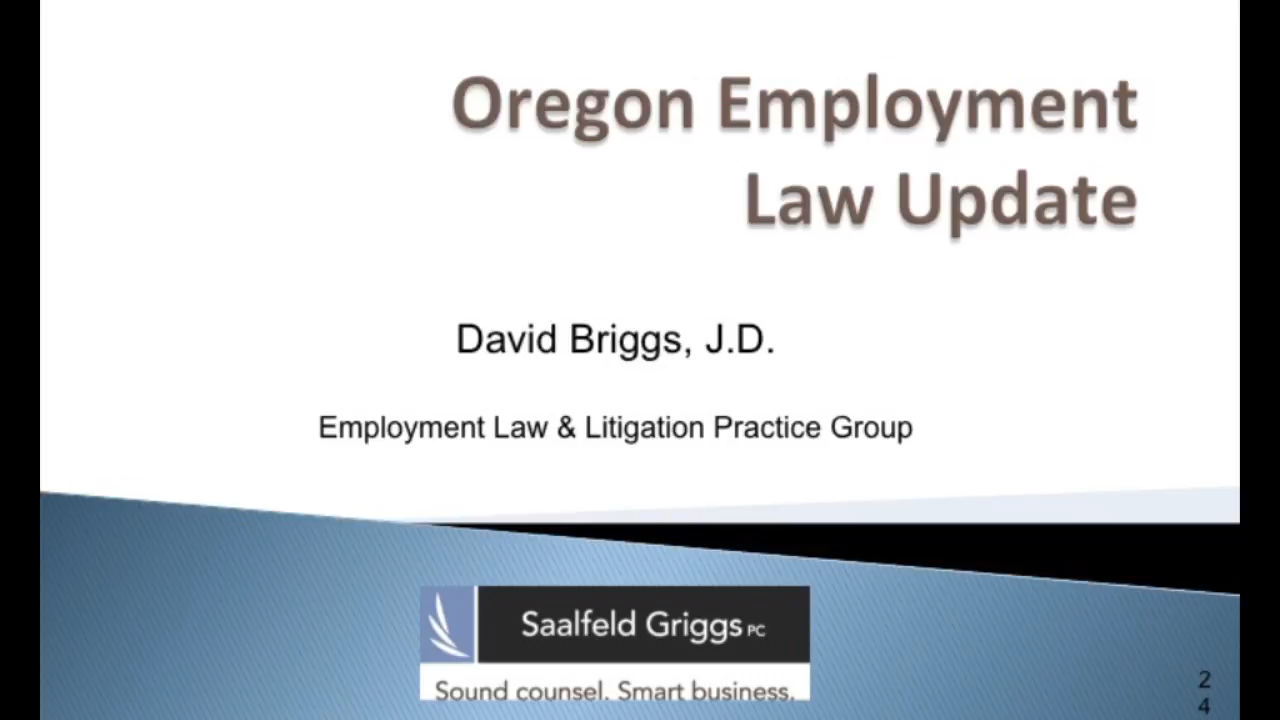 Oregon Employment
Law Update
David Briggs, J.D.
Employment Law & Litigation Practice Group
Saalfeld Griggs PC
Sound counsel. Smart business.
2
4